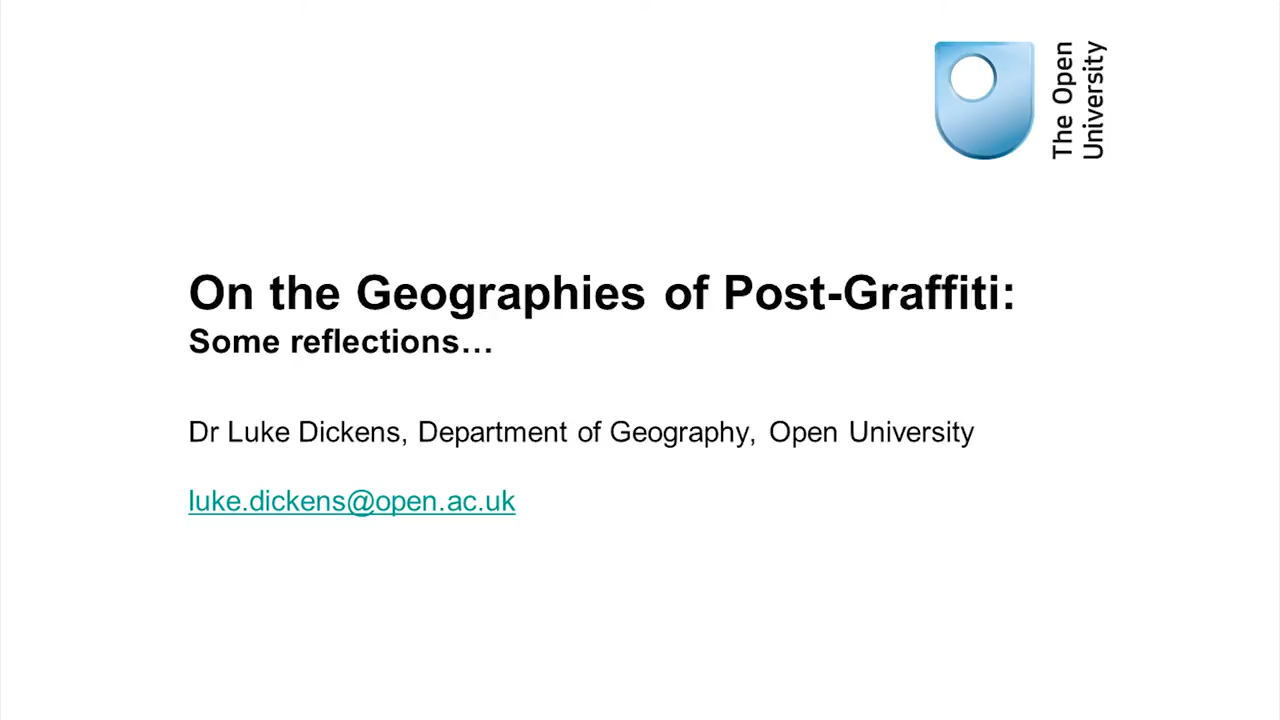 The Open
University
On the Geographies of Post-Graffiti:
Some reflections…
Dr Luke Dickens, Department of Geography, Open University
luke.dickens@open.ac.uk